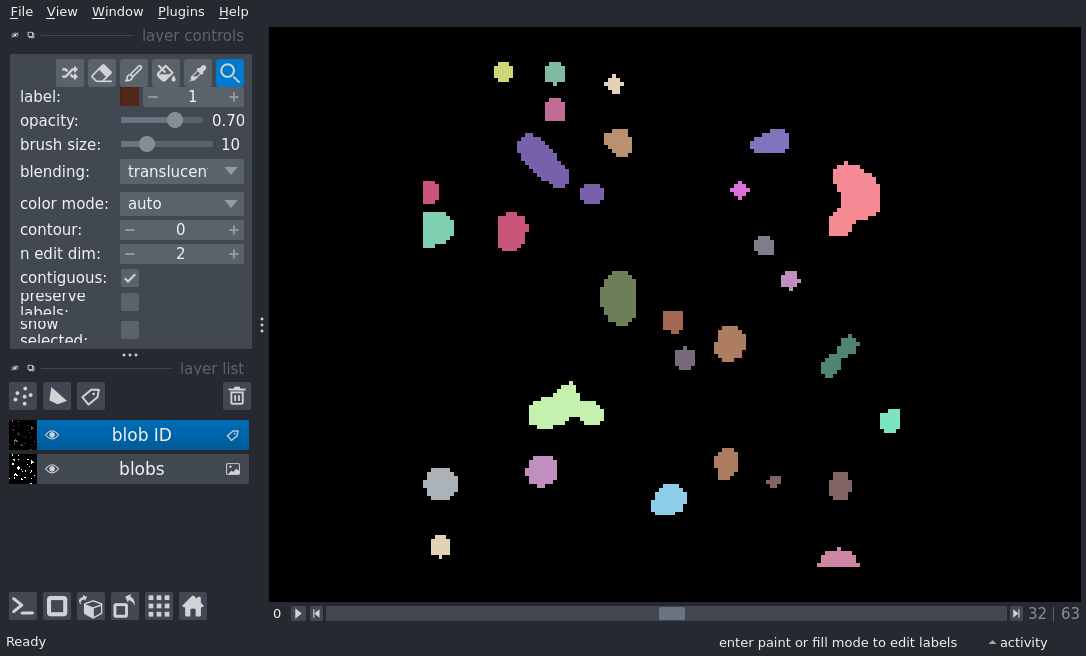 File View Window Plugins Help
layer controls
label: 1
opacity: 0.70
brush size: 10
blending: translucen
color mode: auto
contour: 0
n edit dim: 2
contiguous:
preserve
labels:
show
selected:
layer list
blob ID
blobs
0 32 63
Ready enter paint or fill mode to edit labels activity